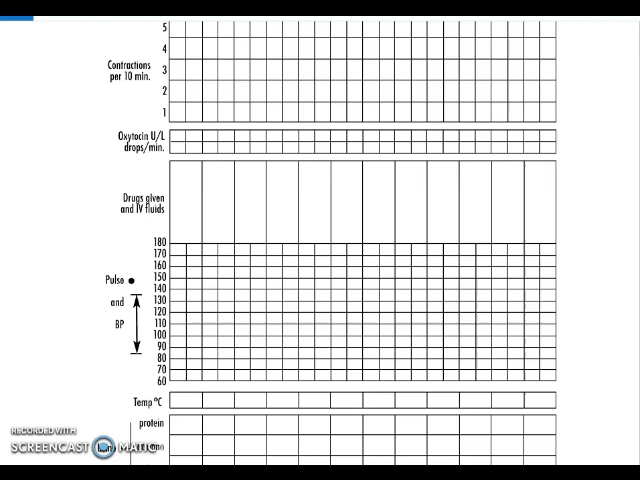 5
4
Contractions
per 10 min.
3
2
1
Oxytocin U/L
drops/min.
Drugs given
and IV fluids
180
170
160
Pulse
150
140
and
130
120
BP
110
100
90
80
70
60
Temp ºC
protein
RECORDED WITH
SCREENCAST MATIC